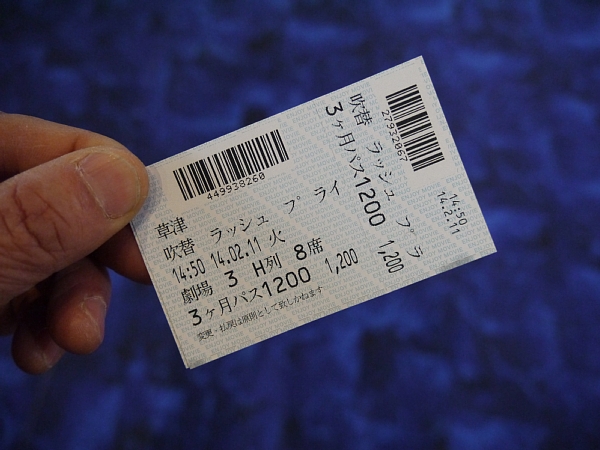 449938260
草津
吹替 ラッシュ プ ライ
14:50 14.02.11 火
劇場 3 H列 8席
3ヶ月パス1200 1,200
変更・払戻は原則として致しかねます
27932067
吹替 ラッシュ プ ラ
3ヶ月パス1200 1,200
14:50
14.2.11